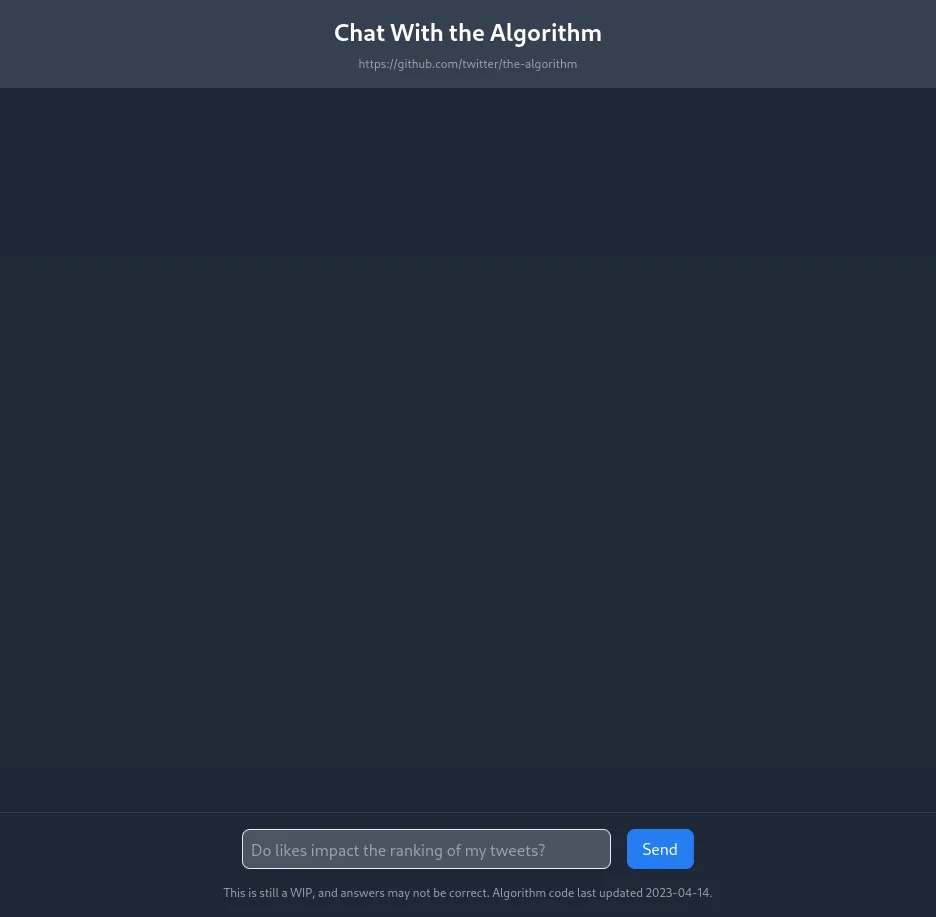 Chat With the Algorithm
https://github.com/twitter/the-algorithm
Do likes impact the ranking of my tweets?
Send
This is still a WIP, and answers may not be correct. Algorithm code last updated 2023-04-14.